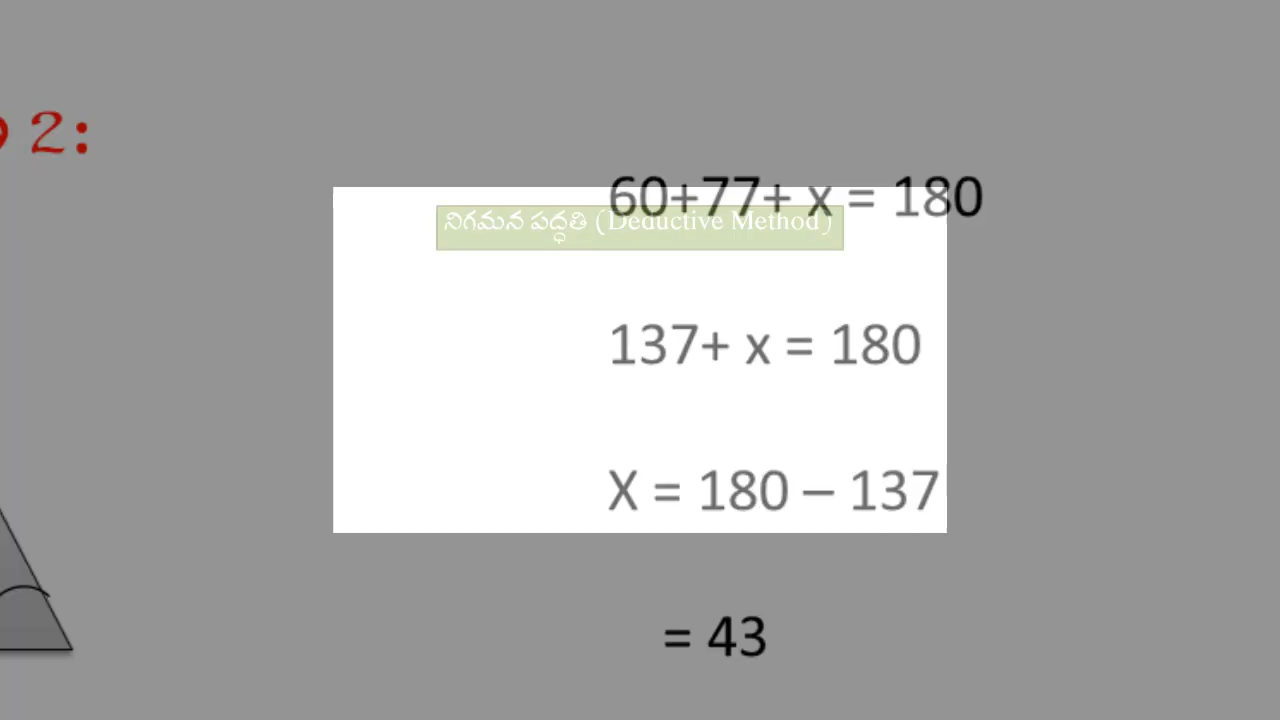 2:
60+77+ x = 180
నిగమన పద్ధతి (Deductive Method)
137+ x = 180
X = 180 – 137
= 43